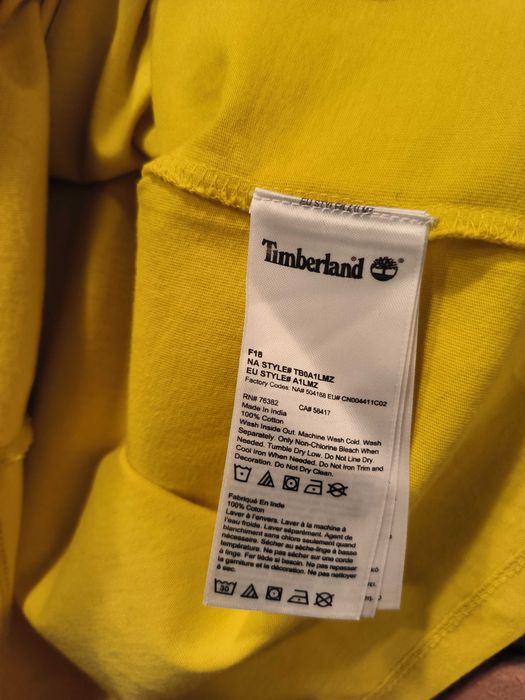 EU STYLE# A1LMZ
Timberland®
F18
NA STYLE# TB0A1LMZ
EU STYLE# A1LMZ
Factory Codes: NA# 504188 EU# CN004411C02
RN# 76382 CA# 58417
Made In India
100% Cotton
Wash Inside Out. Machine Wash Cold. Wash
Separately. Only Non-Chlorine Bleach When
Needed. Tumble Dry Low. Do Not Line Dry.
Cool Iron When Needed. Do Not Iron Trim and
Decoration. Do Not Dry Clean.
Fabriqué En Inde
100% Coton
Laver à l'envers. Laver à la machine à
l'eau froide. Laver séparément. Agent de
blanchiment sans chlore seulement quand
nécessaire. Sécher au sèche-linge à basse
température. Ne pas sécher sur une corde
à linge. Fer tiède si besoin. Ne pas repasser
la garniture et la décoration. Ne pas nettoyer
à sec.
30